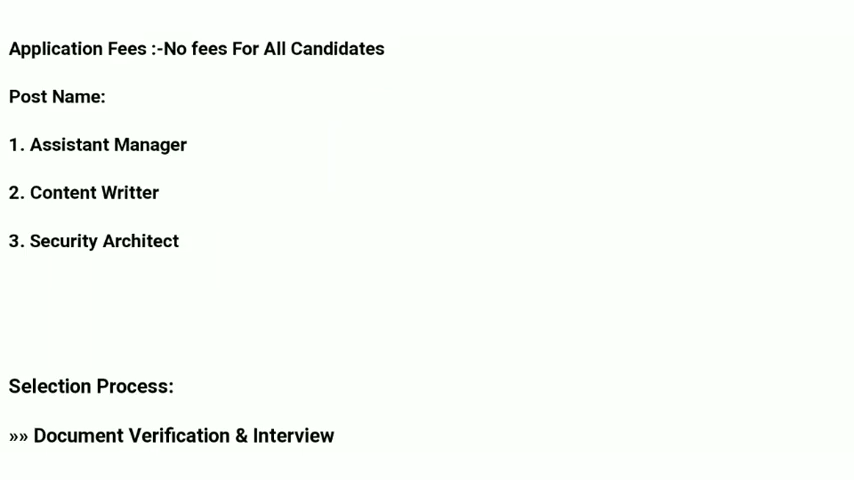 Application Fees :-No fees For All Candidates
Post Name:
1. Assistant Manager
2. Content Writter
3. Security Architect
Selection Process:
»» Document Verification & Interview